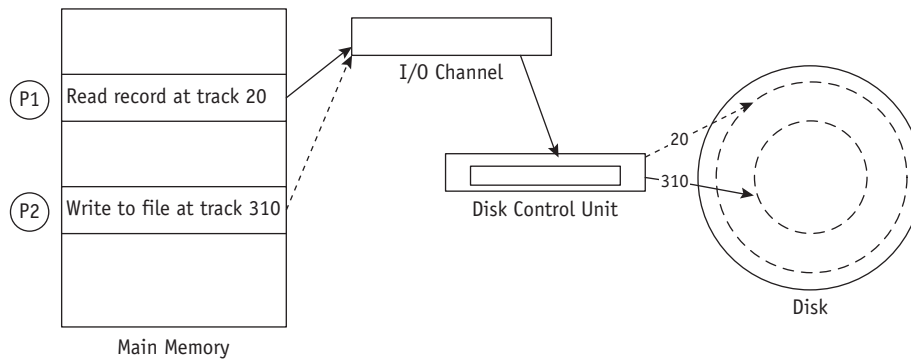 I/O Channel
P1
Read record at track 20
20
310
P2
Write to file at track 310
Disk Control Unit
Disk
Main Memory